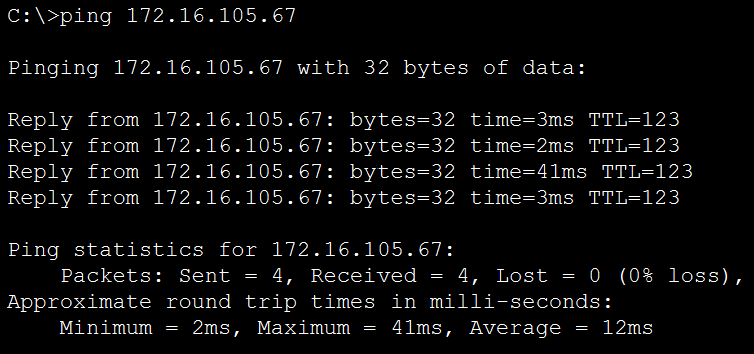 C:\>ping 172.16.105.67
Pinging 172.16.105.67 with 32 bytes of data:
Reply from 172.16.105.67: bytes=32 time=3ms TTL=123
Reply from 172.16.105.67: bytes=32 time=2ms TTL=123
Reply from 172.16.105.67: bytes=32 time=41ms TTL=123
Reply from 172.16.105.67: bytes=32 time=3ms TTL=123
Ping statistics for 172.16.105.67:
    Packets: Sent = 4, Received = 4, Lost = 0 (0% loss),
Approximate round trip times in milli-seconds:
    Minimum = 2ms, Maximum = 41ms, Average = 12ms